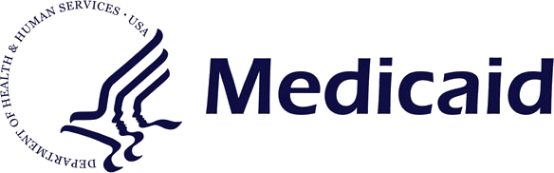 DEPARTMENT OF HEALTH & HUMAN SERVICES · USA
Medicaid